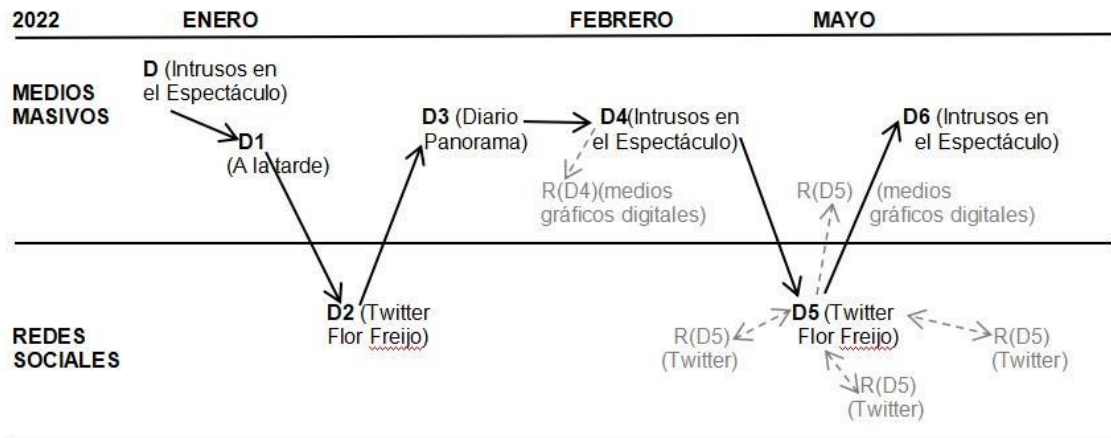 2022 ENERO FEBRERO MAYO
MEDIOS
MASIVOS
D (Intrusos en
el Espectáculo)
D1
(A la tarde)
D3 (Diario
Panorama)
D4(Intrusos en
el Espectáculo)
D6 (Intrusos en
el Espectáculo)
R(D4)(medios
gráficos digitales)
R(D5) (medios
gráficos digitales)
REDES
SOCIALES
D2 (Twitter
Flor Freijo)
D5 (Twitter
Flor Freijo)
R(D5)
(Twitter)
R(D5)
(Twitter)
R(D5)
(Twitter)